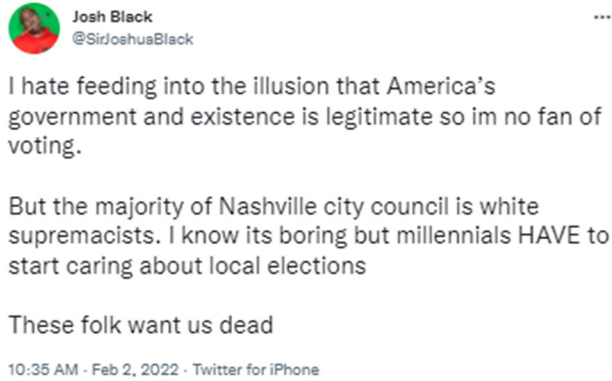 Josh Black
@SirJoshuaBlack
I hate feeding into the illusion that America's
government and existence is legitimate so im no fan of
voting.
But the majority of Nashville city council is white
supremacists. I know its boring but millennials HAVE to
start caring about local elections
These folk want us dead
10:35 AM · Feb 2, 2022 · Twitter for iPhone